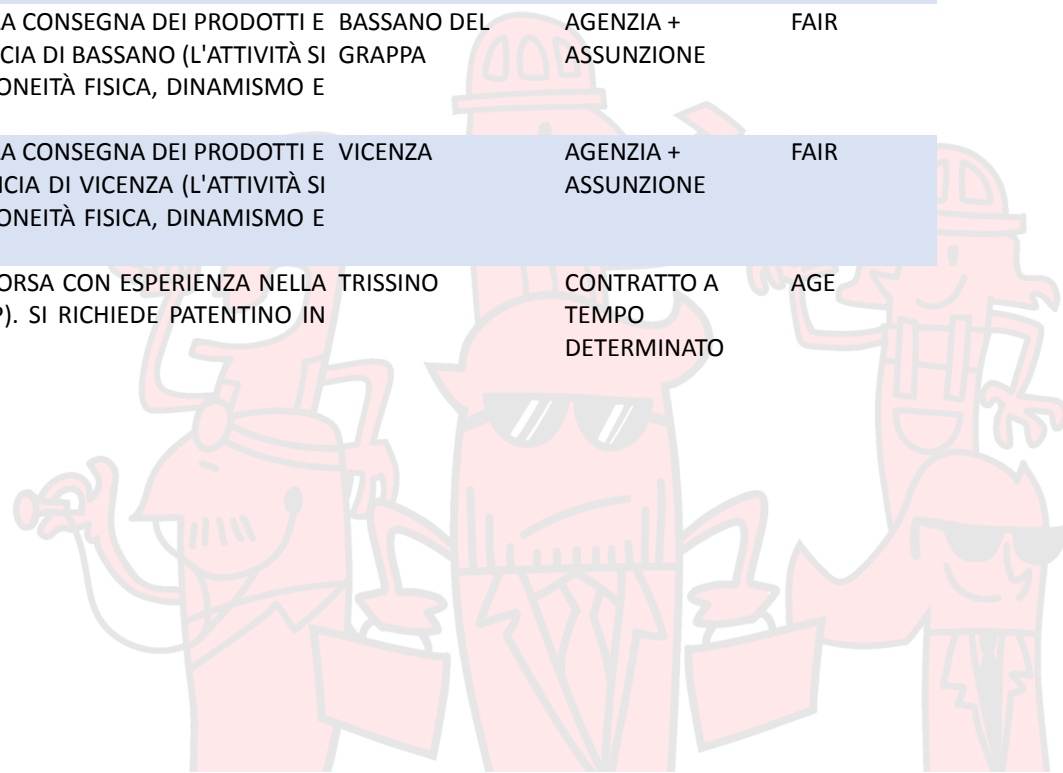 A CONSEGNA DEI PRODOTTI E BASSANO DEL GRAPPA AGENZIA + ASSUNZIONE FAIR
CIA DI BASSANO (L'ATTIVITÀ SI
ONEITÀ FISICA, DINAMISMO E
A CONSEGNA DEI PRODOTTI E VICENZA AGENZIA + ASSUNZIONE FAIR
CIA DI VICENZA (L'ATTIVITÀ SI
ONEITÀ FISICA, DINAMISMO E
ORSA CON ESPERIENZA NELLA TRISSINO CONTRATTO A TEMPO DETERMINATO AGE
P). SI RICHIEDE PATENTINO IN